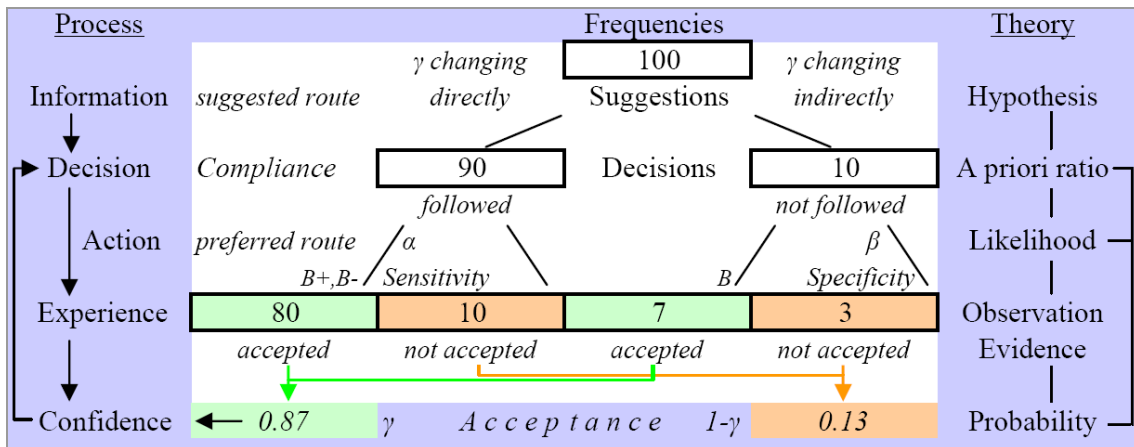 Process Frequencies Theory
γ changing 100 γ changing
Information suggested route directly Suggestions indirectly Hypothesis
Decision Compliance 90 Decisions 10 A priori ratio
followed not followed
Action preferred route α β Likelihood
B+,B- Sensitivity B Specificity
Experience 80 10 7 3 Observation
accepted not accepted accepted not accepted Evidence
Confidence 0.87 γ Acceptance 1-γ 0.13 Probability